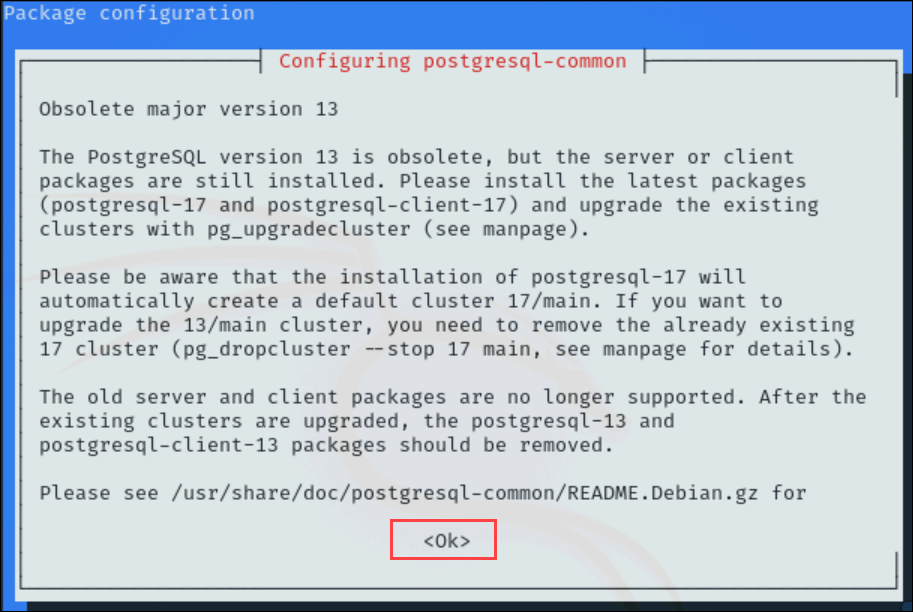 Package configuration
Configuring postgresql-common
Obsolete major version 13
The PostgreSQL version 13 is obsolete, but the server or client
packages are still installed. Please install the latest packages
(postgresql-17 and postgresql-client-17) and upgrade the existing
clusters with pg_upgradecluster (see manpage).
Please be aware that the installation of postgresql-17 will
automatically create a default cluster 17/main. If you want to
upgrade the 13/main cluster, you need to remove the already existing
17 cluster (pg_dropcluster --stop 17 main, see manpage for details).
The old server and client packages are no longer supported. After the
existing clusters are upgraded, the postgresql-13 and
postgresql-client-13 packages should be removed.
Please see /usr/share/doc/postgresql-common/README.Debian.gz for
<Ok>